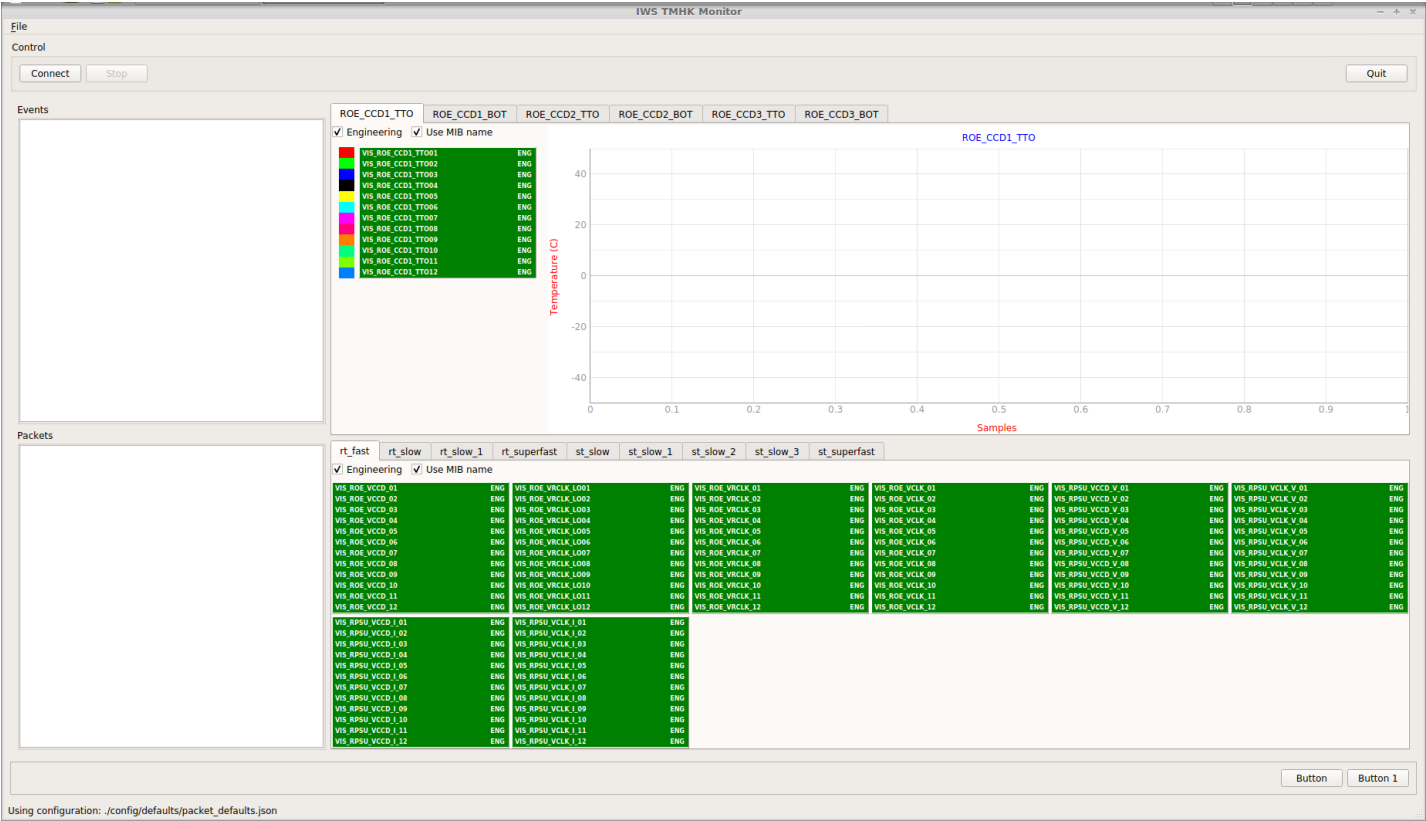 IWS TMHK Monitor
File
Control
Connect Stop Quit
Events
ROE_CCD1_TTO ROE_CCD1_BOT ROE_CCD2_TTO ROE_CCD2_BOT ROE_CCD3_TTO ROE_CCD3_BOT
Engineering Use MIB name
VIS_ROE_CCD1_TTO01 ENG
VIS_ROE_CCD1_TTO02 ENG
VIS_ROE_CCD1_TTO03 ENG
VIS_ROE_CCD1_TTO04 ENG
VIS_ROE_CCD1_TTO05 ENG
VIS_ROE_CCD1_TTO06 ENG
VIS_ROE_CCD1_TTO07 ENG
VIS_ROE_CCD1_TTO08 ENG
VIS_ROE_CCD1_TTO09 ENG
VIS_ROE_CCD1_TTO10 ENG
VIS_ROE_CCD1_TTO11 ENG
VIS_ROE_CCD1_TTO12 ENG
ROE_CCD1_TTO
Temperature (C)
40
20
0
-20
-40
0 0.1 0.2 0.3 0.4 0.5 0.6 0.7 0.8 0.9 1
Samples
Packets
rt_fast rt_slow rt_slow_1 rt_superfast st_slow st_slow_1 st_slow_2 st_slow_3 st_superfast
Engineering Use MIB name
VIS_ROE_VCCD_01 ENG VIS_ROE_VRCLK_LO01 ENG VIS_ROE_VRCLK_01 ENG VIS_ROE_VCLK_01 ENG VIS_RPSU_VCCD_V_01 ENG VIS_RPSU_VCLK_V_01 ENG
VIS_ROE_VCCD_02 ENG VIS_ROE_VRCLK_LO02 ENG VIS_ROE_VRCLK_02 ENG VIS_ROE_VCLK_02 ENG VIS_RPSU_VCCD_V_02 ENG VIS_RPSU_VCLK_V_02 ENG
VIS_ROE_VCCD_03 ENG VIS_ROE_VRCLK_LO03 ENG VIS_ROE_VRCLK_03 ENG VIS_ROE_VCLK_03 ENG VIS_RPSU_VCCD_V_03 ENG VIS_RPSU_VCLK_V_03 ENG
VIS_ROE_VCCD_04 ENG VIS_ROE_VRCLK_LO04 ENG VIS_ROE_VRCLK_04 ENG VIS_ROE_VCLK_04 ENG VIS_RPSU_VCCD_V_04 ENG VIS_RPSU_VCLK_V_04 ENG
VIS_ROE_VCCD_05 ENG VIS_ROE_VRCLK_LO05 ENG VIS_ROE_VRCLK_05 ENG VIS_ROE_VCLK_05 ENG VIS_RPSU_VCCD_V_05 ENG VIS_RPSU_VCLK_V_05 ENG
VIS_ROE_VCCD_06 ENG VIS_ROE_VRCLK_LO06 ENG VIS_ROE_VRCLK_06 ENG VIS_ROE_VCLK_06 ENG VIS_RPSU_VCCD_V_06 ENG VIS_RPSU_VCLK_V_06 ENG
VIS_ROE_VCCD_07 ENG VIS_ROE_VRCLK_LO07 ENG VIS_ROE_VRCLK_07 ENG VIS_ROE_VCLK_07 ENG VIS_RPSU_VCCD_V_07 ENG VIS_RPSU_VCLK_V_07 ENG
VIS_ROE_VCCD_08 ENG VIS_ROE_VRCLK_LO08 ENG VIS_ROE_VRCLK_08 ENG VIS_ROE_VCLK_08 ENG VIS_RPSU_VCCD_V_08 ENG VIS_RPSU_VCLK_V_08 ENG
VIS_ROE_VCCD_09 ENG VIS_ROE_VRCLK_LO09 ENG VIS_ROE_VRCLK_09 ENG VIS_ROE_VCLK_09 ENG VIS_RPSU_VCCD_V_09 ENG VIS_RPSU_VCLK_V_09 ENG
VIS_ROE_VCCD_10 ENG VIS_ROE_VRCLK_LO10 ENG VIS_ROE_VRCLK_10 ENG VIS_ROE_VCLK_10 ENG VIS_RPSU_VCCD_V_10 ENG VIS_RPSU_VCLK_V_10 ENG
VIS_ROE_VCCD_11 ENG VIS_ROE_VRCLK_LO11 ENG VIS_ROE_VRCLK_11 ENG VIS_ROE_VCLK_11 ENG VIS_RPSU_VCCD_V_11 ENG VIS_RPSU_VCLK_V_11 ENG
VIS_ROE_VCCD_12 ENG VIS_ROE_VRCLK_LO12 ENG VIS_ROE_VRCLK_12 ENG VIS_ROE_VCLK_12 ENG VIS_RPSU_VCCD_V_12 ENG VIS_RPSU_VCLK_V_12 ENG
VIS_RPSU_VCCD_I_01 ENG VIS_RPSU_VCLK_I_01 ENG
VIS_RPSU_VCCD_I_02 ENG VIS_RPSU_VCLK_I_02 ENG
VIS_RPSU_VCCD_I_03 ENG VIS_RPSU_VCLK_I_03 ENG
VIS_RPSU_VCCD_I_04 ENG VIS_RPSU_VCLK_I_04 ENG
VIS_RPSU_VCCD_I_05 ENG VIS_RPSU_VCLK_I_05 ENG
VIS_RPSU_VCCD_I_06 ENG VIS_RPSU_VCLK_I_06 ENG
VIS_RPSU_VCCD_I_07 ENG VIS_RPSU_VCLK_I_07 ENG
VIS_RPSU_VCCD_I_08 ENG VIS_RPSU_VCLK_I_08 ENG
VIS_RPSU_VCCD_I_09 ENG VIS_RPSU_VCLK_I_09 ENG
VIS_RPSU_VCCD_I_10 ENG VIS_RPSU_VCLK_I_10 ENG
VIS_RPSU_VCCD_I_11 ENG VIS_RPSU_VCLK_I_11 ENG
VIS_RPSU_VCCD_I_12 ENG VIS_RPSU_VCLK_I_12 ENG
Button Button 1
Using configuration: ./config/defaults/packet_defaults.json